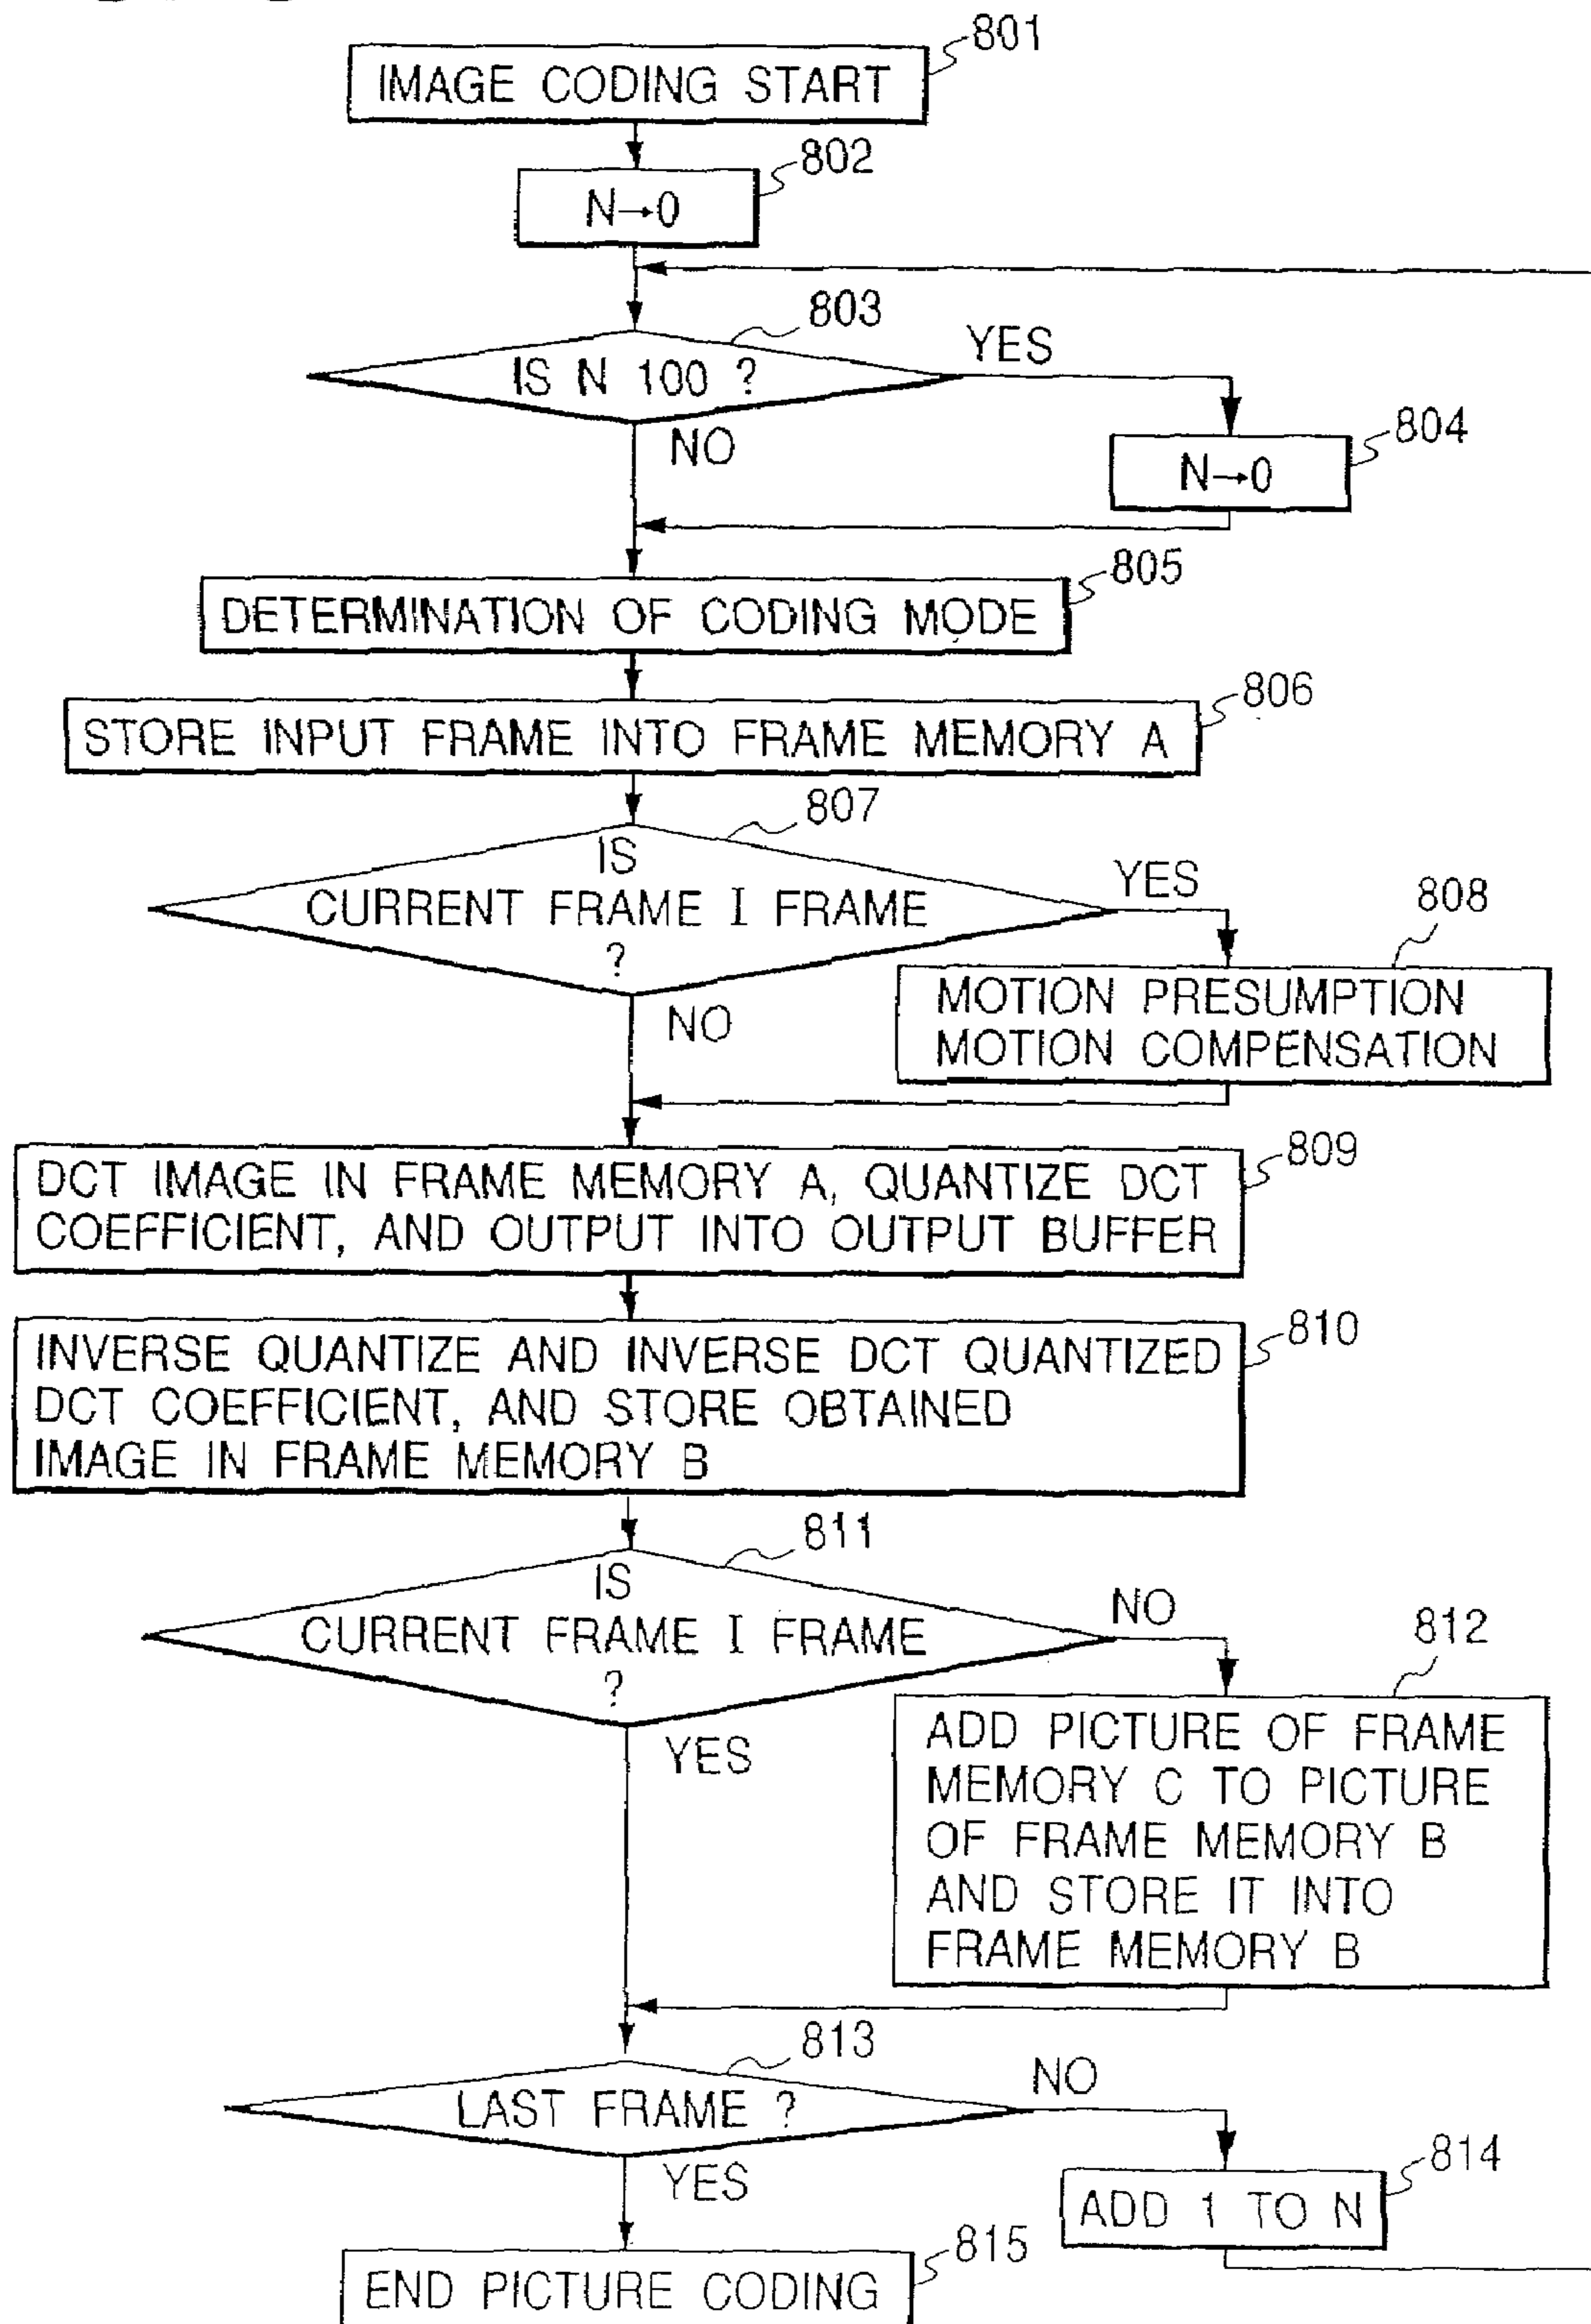 801
IMAGE CODING START
802
N→0
803
IS N 100 ?
YES
NO
804
N→0
805
DETERMINATION OF CODING MODE
806
STORE INPUT FRAME INTO FRAME MEMORY A
807
IS
CURRENT FRAME I FRAME
?
YES
NO
808
MOTION PRESUMPTION
MOTION COMPENSATION
809
DCT IMAGE IN FRAME MEMORY A, QUANTIZE DCT
COEFFICIENT, AND OUTPUT INTO OUTPUT BUFFER
810
INVERSE QUANTIZE AND INVERSE DCT QUANTIZED
DCT COEFFICIENT, AND STORE OBTAINED
IMAGE IN FRAME MEMORY B
811
IS
CURRENT FRAME I FRAME
?
NO
YES
812
ADD PICTURE OF FRAME
MEMORY C TO PICTURE
OF FRAME MEMORY B
AND STORE IT INTO
FRAME MEMORY B
813
LAST FRAME ?
NO
YES
814
ADD 1 TO N
815
END PICTURE CODING